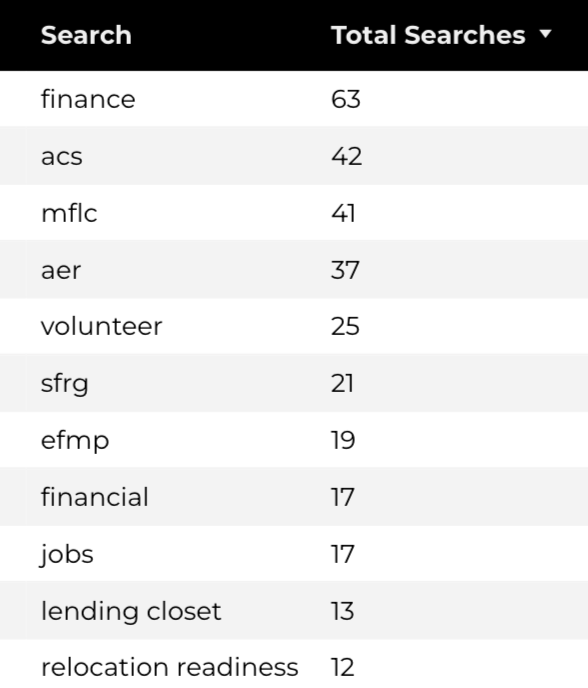 Search Total Searches ▼
finance 63
acs 42
mflc 41
aer 37
volunteer 25
sfrg 21
efmp 19
financial 17
jobs 17
lending closet 13
relocation readiness 12